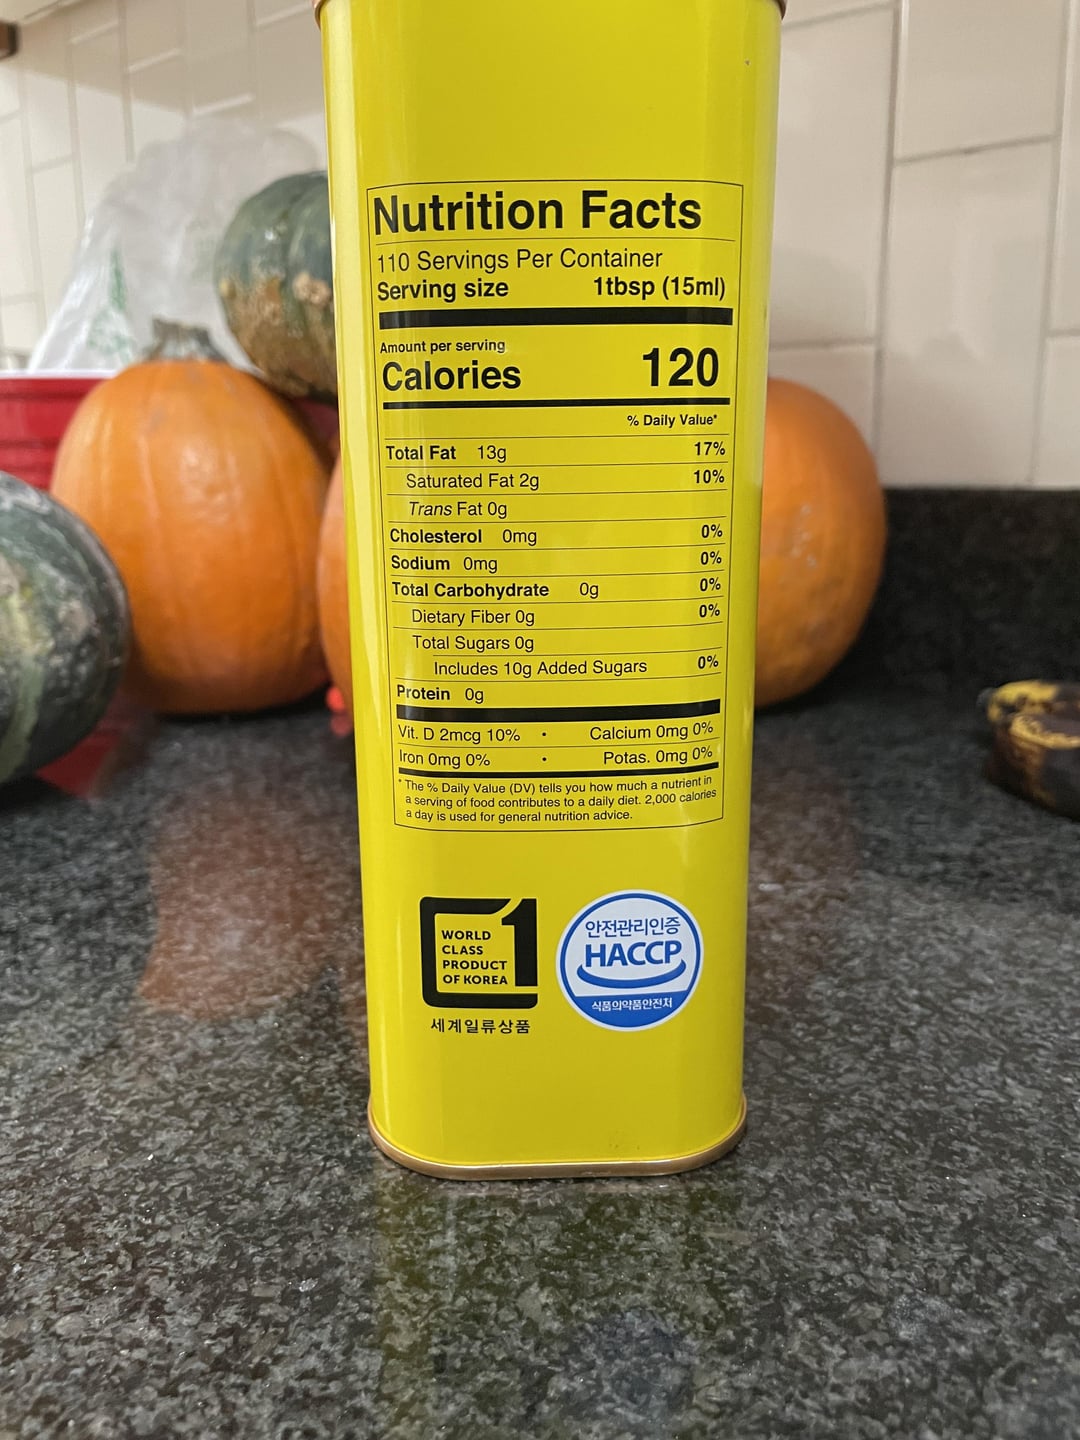 Nutrition Facts
110 Servings Per Container
Serving size 1tbsp (15ml)
Amount per serving
Calories 120
% Daily Value*
Total Fat 13g 17%
Saturated Fat 2g 10%
Trans Fat 0g
Cholesterol 0mg 0%
Sodium 0mg 0%
Total Carbohydrate 0g 0%
Dietary Fiber 0g 0%
Total Sugars 0g
Includes 10g Added Sugars 0%
Protein 0g
Vit. D 2mcg 10% • Calcium 0mg 0%
Iron 0mg 0% • Potas. 0mg 0%
* The % Daily Value (DV) tells you how much a nutrient in
a serving of food contributes to a daily diet. 2,000 calories
a day is used for general nutrition advice.
1
WORLD
CLASS
PRODUCT
OF KOREA
세계일류상품
안전관리인증
HACCP
식품의약품안전처